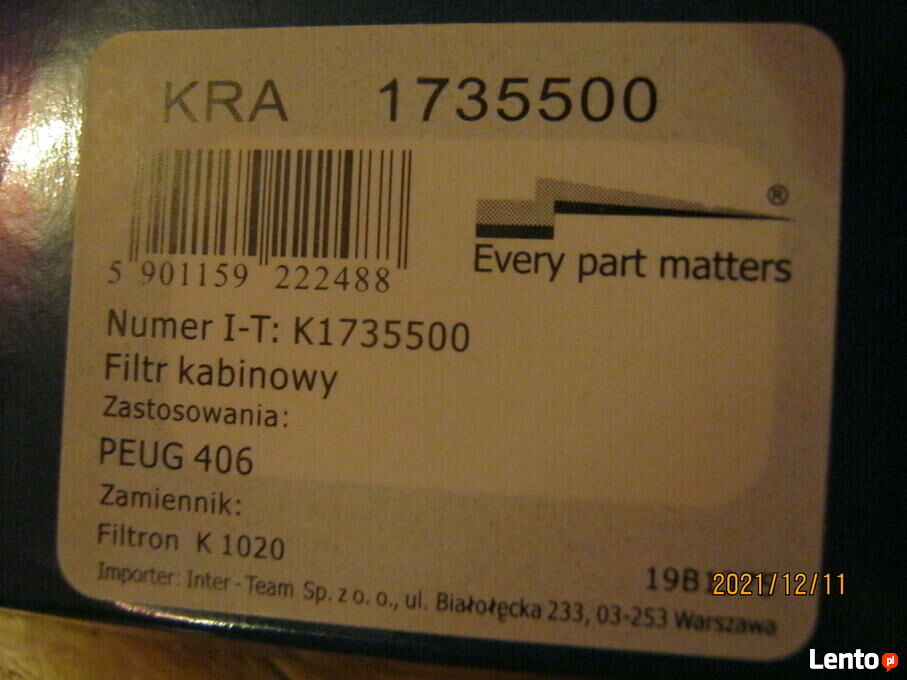 KRA 1735500
®
Every part matters
5 901159 222488
Numer I-T: K1735500
Filtr kabinowy
Zastosowania:
PEUG 406
Zamiennik:
Filtron K 1020
Importer: Inter-Team Sp. z o. o., ul. Białołęcka 233, 03-253 Warszawa
2021/12/11
Lento pl